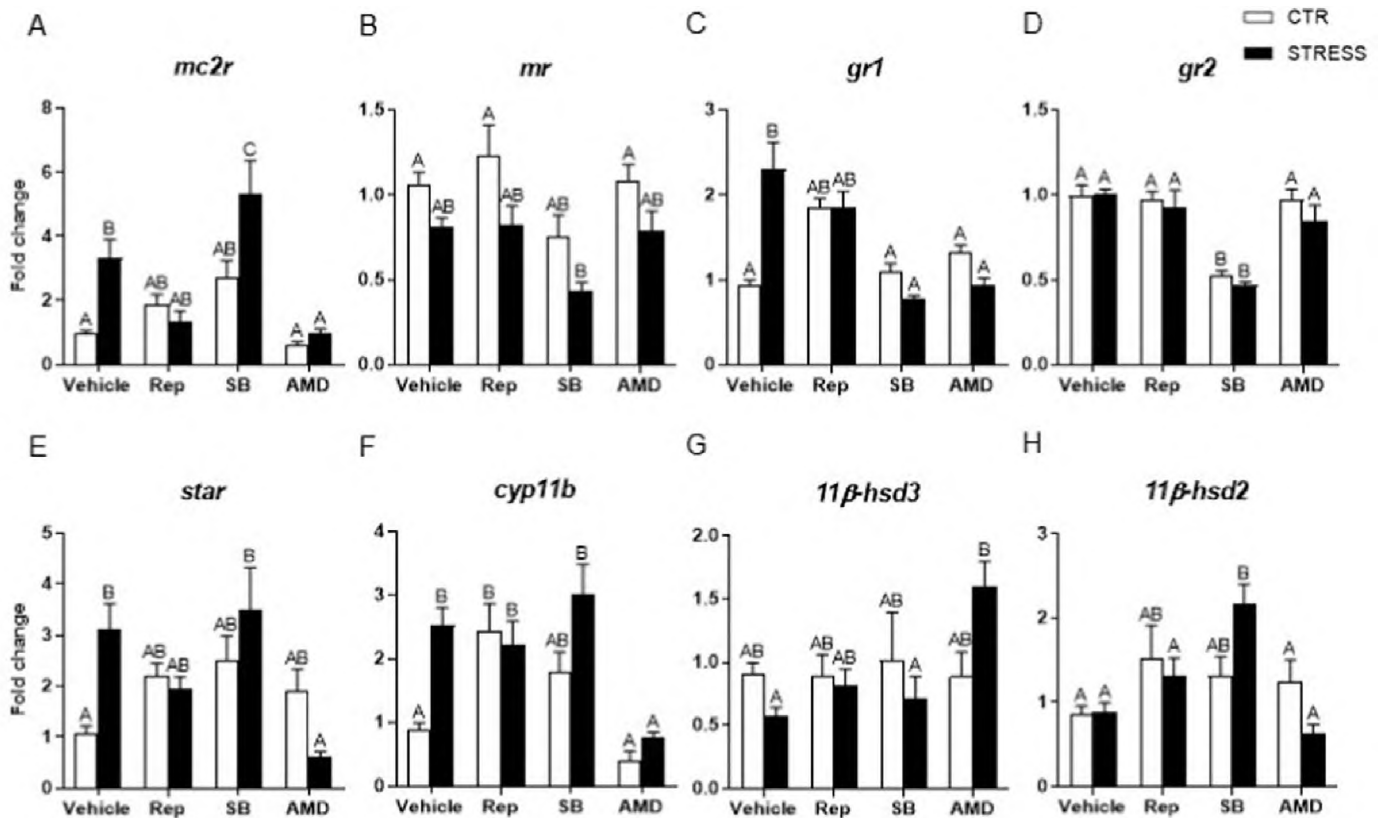 A
B
C
D
CTR
STRESS
mc2r
mr
gr1
gr2
Fold change
8
6
4
2
0
A
B
AB
AB
AB
C
A
A
Vehicle
Rep
SB
AMD
1.5
1.0
0.5
0.0
A
AB
A
AB
AB
B
A
AB
Vehicle
Rep
SB
AMD
3
2
1
0
A
B
AB
AB
A
A
A
A
Vehicle
Rep
SB
AMD
1.5
1.0
0.5
0.0
A
A
A
A
B
B
A
A
Vehicle
Rep
SB
AMD
E
F
G
H
star
cyp11b
11β-hsd3
11β-hsd2
Fold change
5
4
3
2
1
0
A
B
AB
AB
AB
B
AB
A
Vehicle
Rep
SB
AMD
4
3
2
1
0
A
B
B
B
AB
B
A
A
Vehicle
Rep
SB
AMD
2.0
1.5
1.0
0.5
0.0
AB
A
AB
AB
AB
A
AB
B
Vehicle
Rep
SB
AMD
3
2
1
0
A
A
AB
A
AB
B
A
A
Vehicle
Rep
SB
AMD